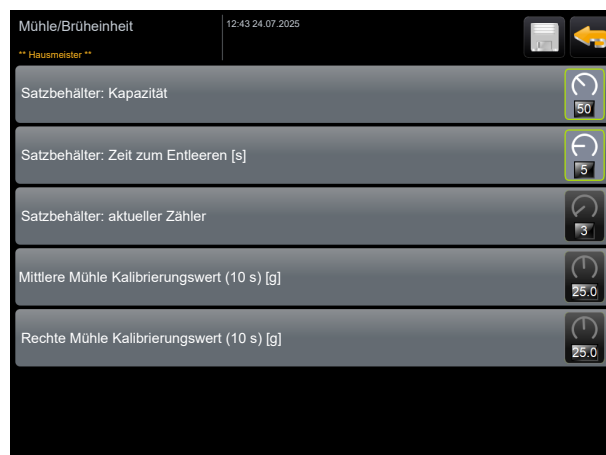 Mühle/Brüheinheit
12:43 24.07.2025
** Hausmeister **
Satzbehälter: Kapazität
50
Satzbehälter: Zeit zum Entleeren [s]
5
Satzbehälter: aktueller Zähler
3
Mittlere Mühle Kalibrierungswert (10 s) [g]
25.0
Rechte Mühle Kalibrierungswert (10 s) [g]
25.0